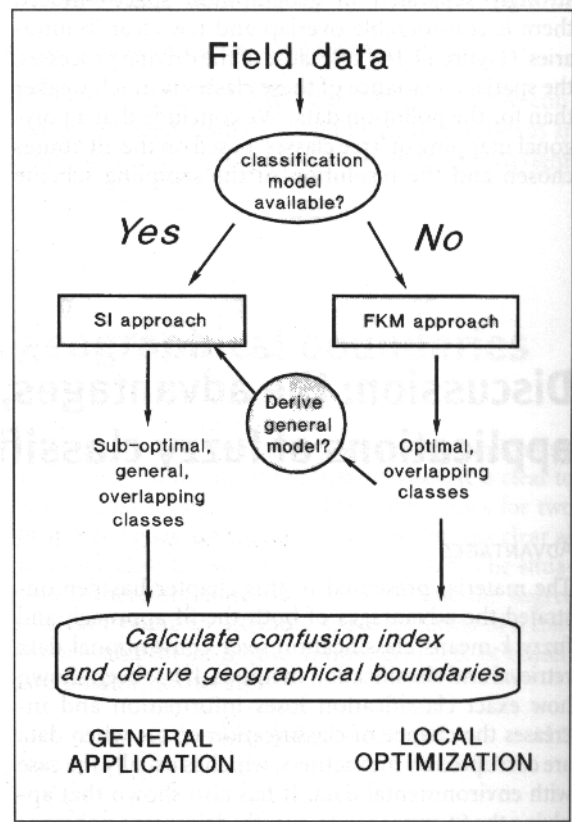 Field data
classification
model
available?
Yes
No
SI approach
FKM approach
Derive
general
model?
Sub-optimal,
general,
overlapping
classes
Optimal,
overlapping
classes
Calculate confusion index
and derive geographical boundaries
GENERAL
APPLICATION
LOCAL
OPTIMIZATION